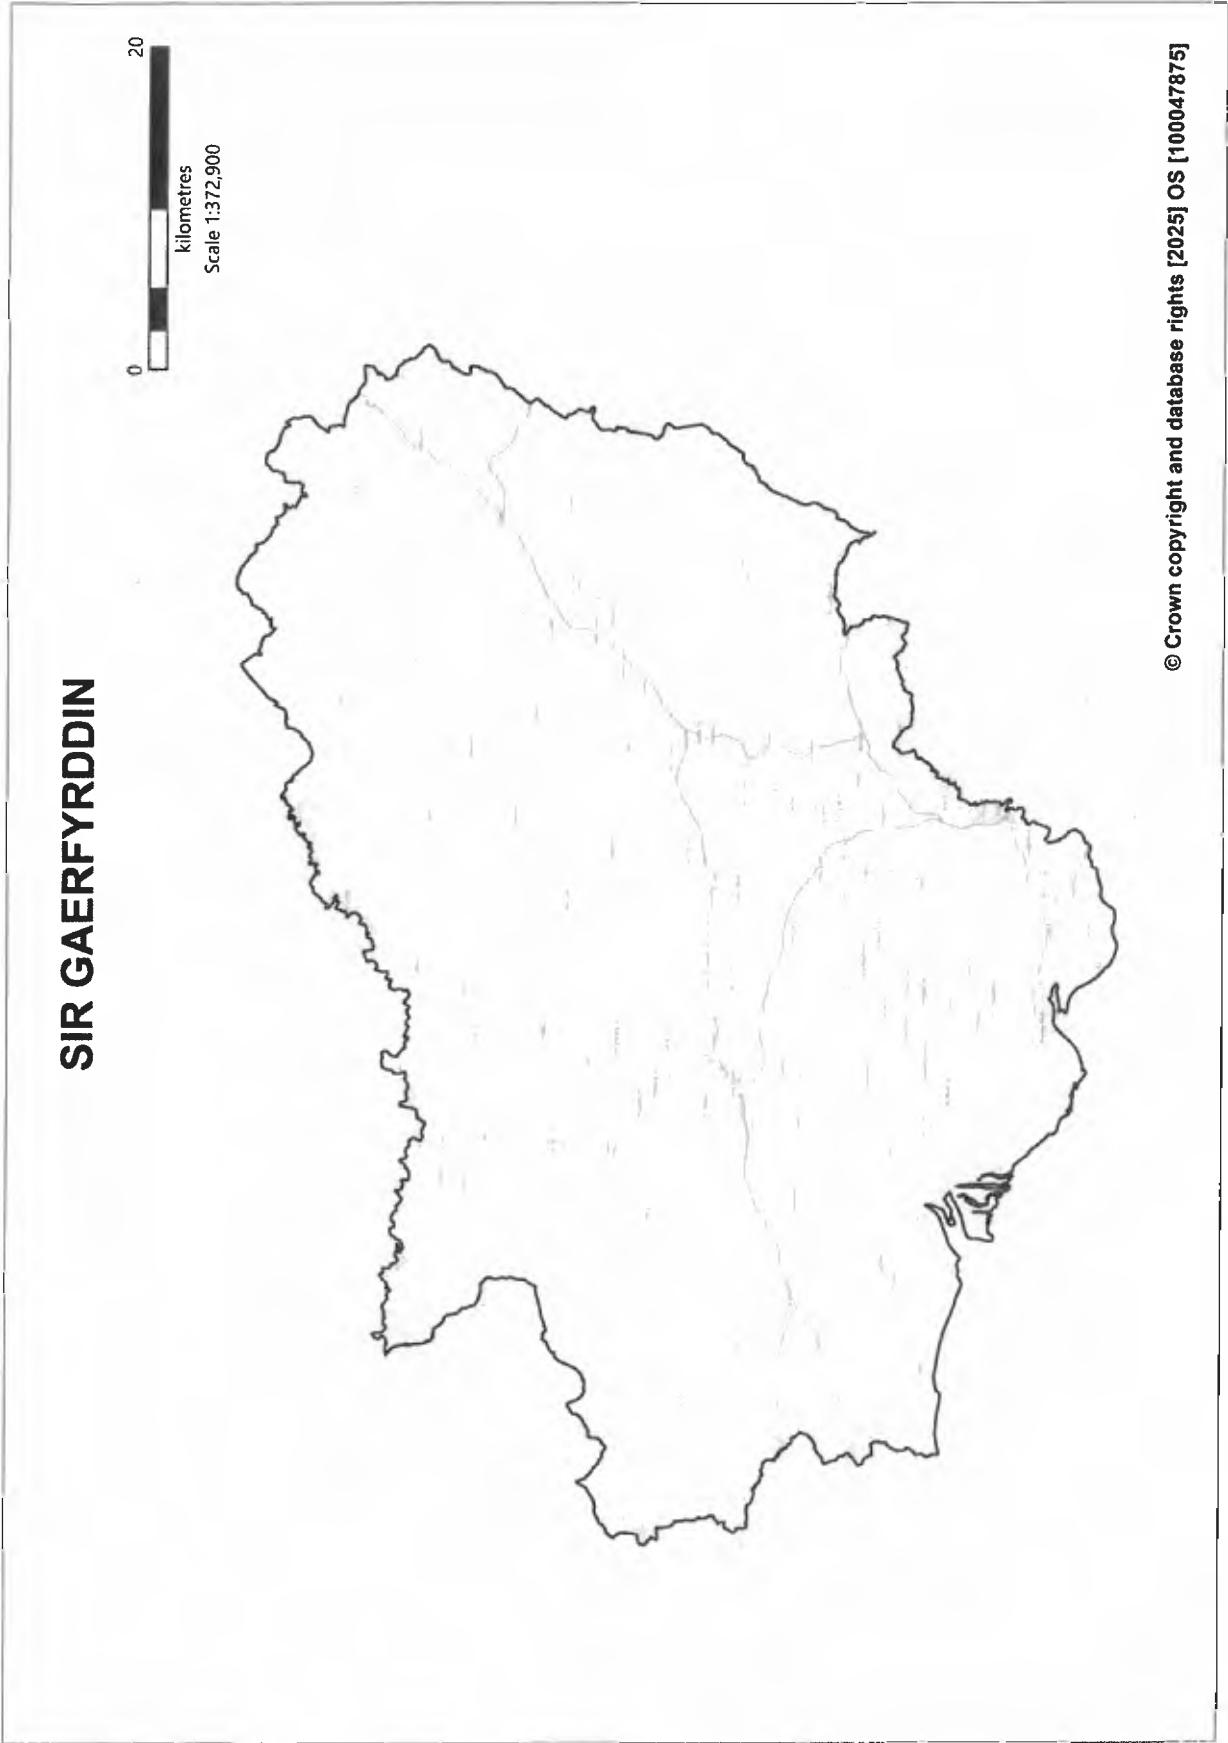 SIR GAERFYRDDIN
0 20
kilometres
Scale 1:372,900
© Crown copyright and database rights [2025] OS [100047875]